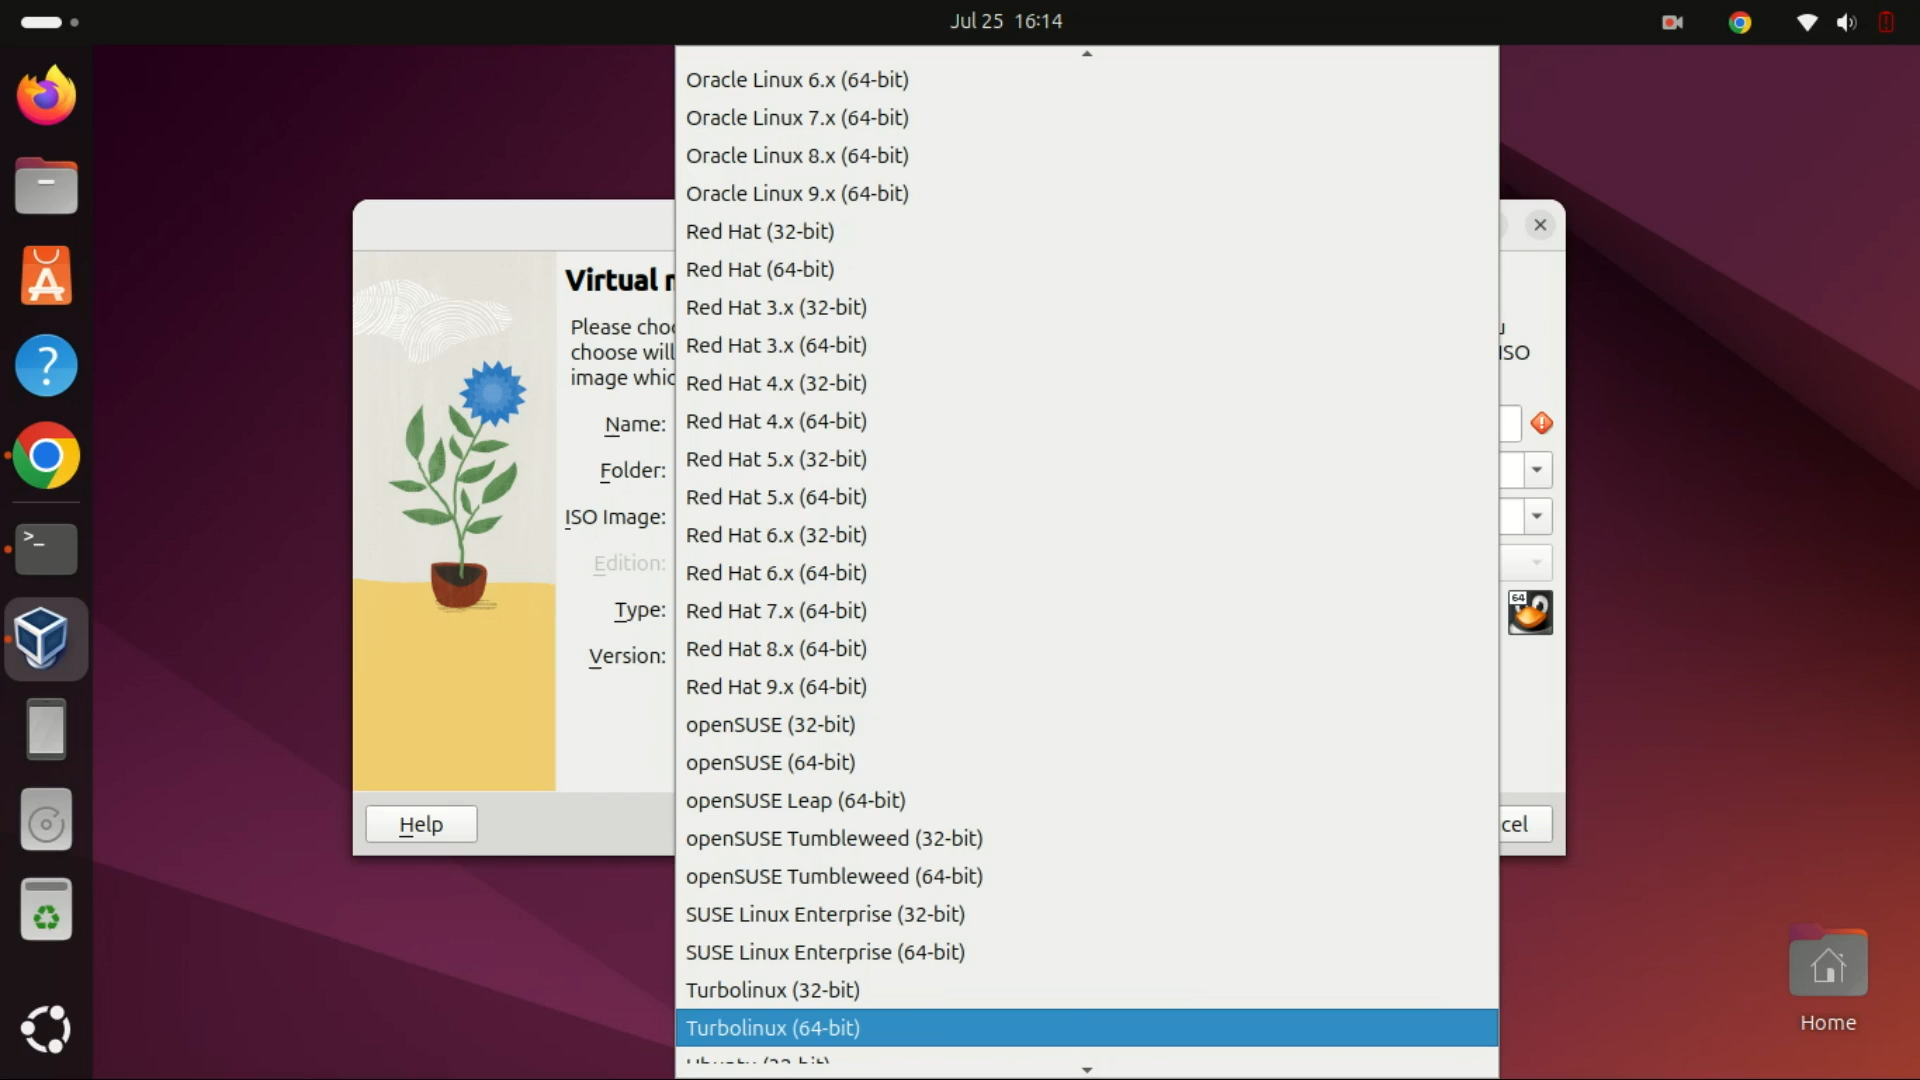 Jul 25 16:14
Oracle Linux 6.x (64-bit)
Oracle Linux 7.x (64-bit)
Oracle Linux 8.x (64-bit)
Oracle Linux 9.x (64-bit)
Red Hat (32-bit)
Red Hat (64-bit)
Red Hat 3.x (32-bit)
Red Hat 3.x (64-bit)
Red Hat 4.x (32-bit)
Red Hat 4.x (64-bit)
Red Hat 5.x (32-bit)
Red Hat 5.x (64-bit)
Red Hat 6.x (32-bit)
Red Hat 6.x (64-bit)
Red Hat 7.x (64-bit)
Red Hat 8.x (64-bit)
Red Hat 9.x (64-bit)
openSUSE (32-bit)
openSUSE (64-bit)
openSUSE Leap (64-bit)
openSUSE Tumbleweed (32-bit)
openSUSE Tumbleweed (64-bit)
SUSE Linux Enterprise (32-bit)
SUSE Linux Enterprise (64-bit)
Turbolinux (32-bit)
Turbolinux (64-bit)
Ubuntu (32-bit)
Virtual
Please
choose will
ISO
image
Name:
Folder:
ISO Image:
Edition:
Type:
64
Version:
Help
cel
Home